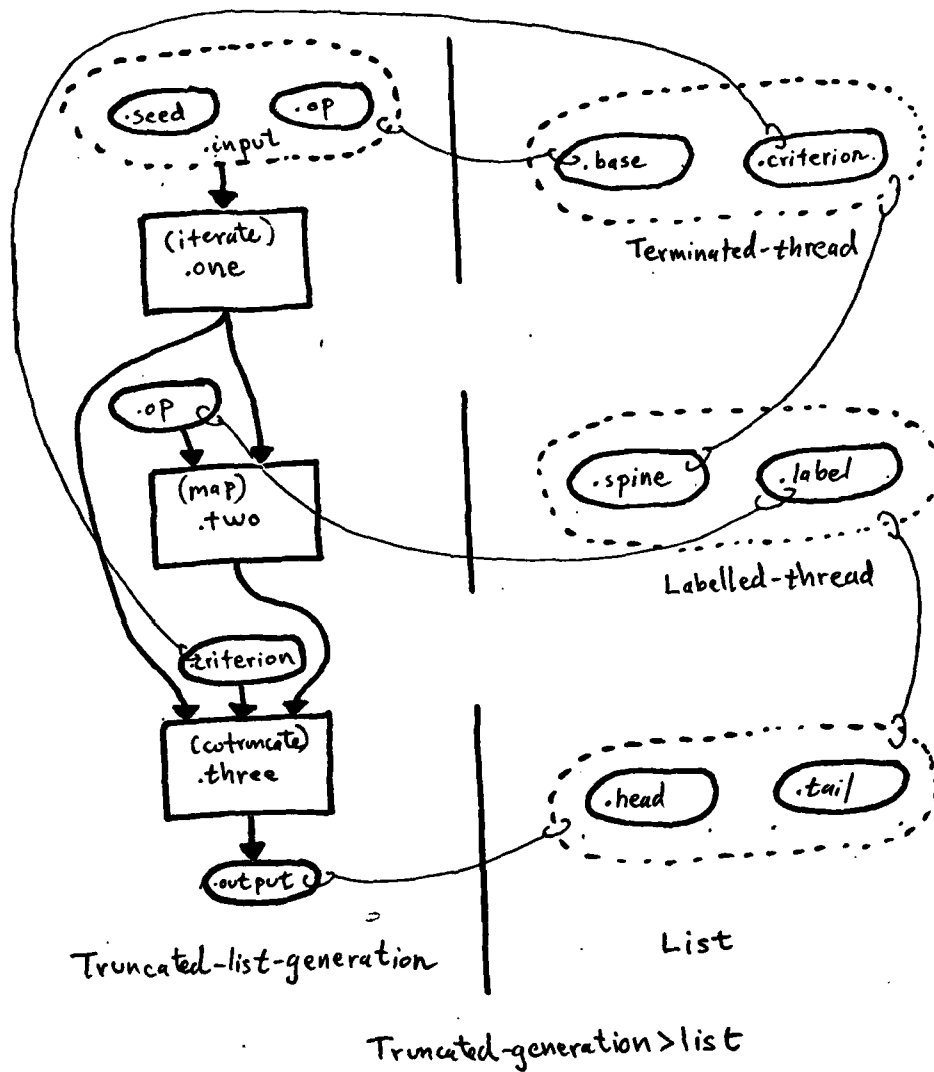 .seed
.op
.input
(iterate)
.one
.op
(map)
.two
.criterion
(cotruncate)
.three
.output
Truncated-list-generation
.base
.criterion.
Terminated-thread
.spine
.label
Labelled-thread
.head
.tail
List
Truncated-generation>list